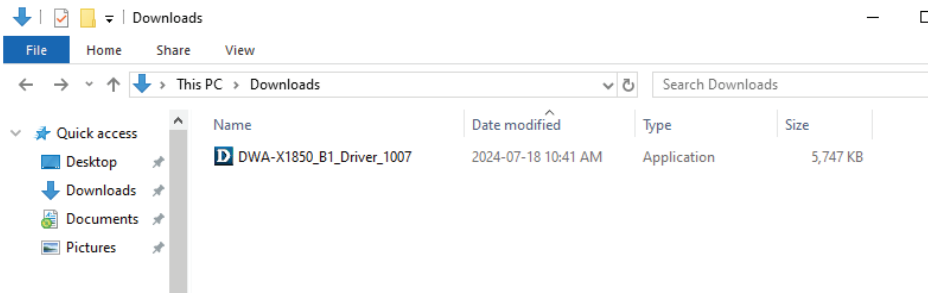 Downloads
File Home Share View
This PC > Downloads Search Downloads
Quick access
Desktop
Downloads
Documents
Pictures
Name Date modified Type Size
DWA-X1850_B1_Driver_1007 2024-07-18 10:41 AM Application 5,747 KB